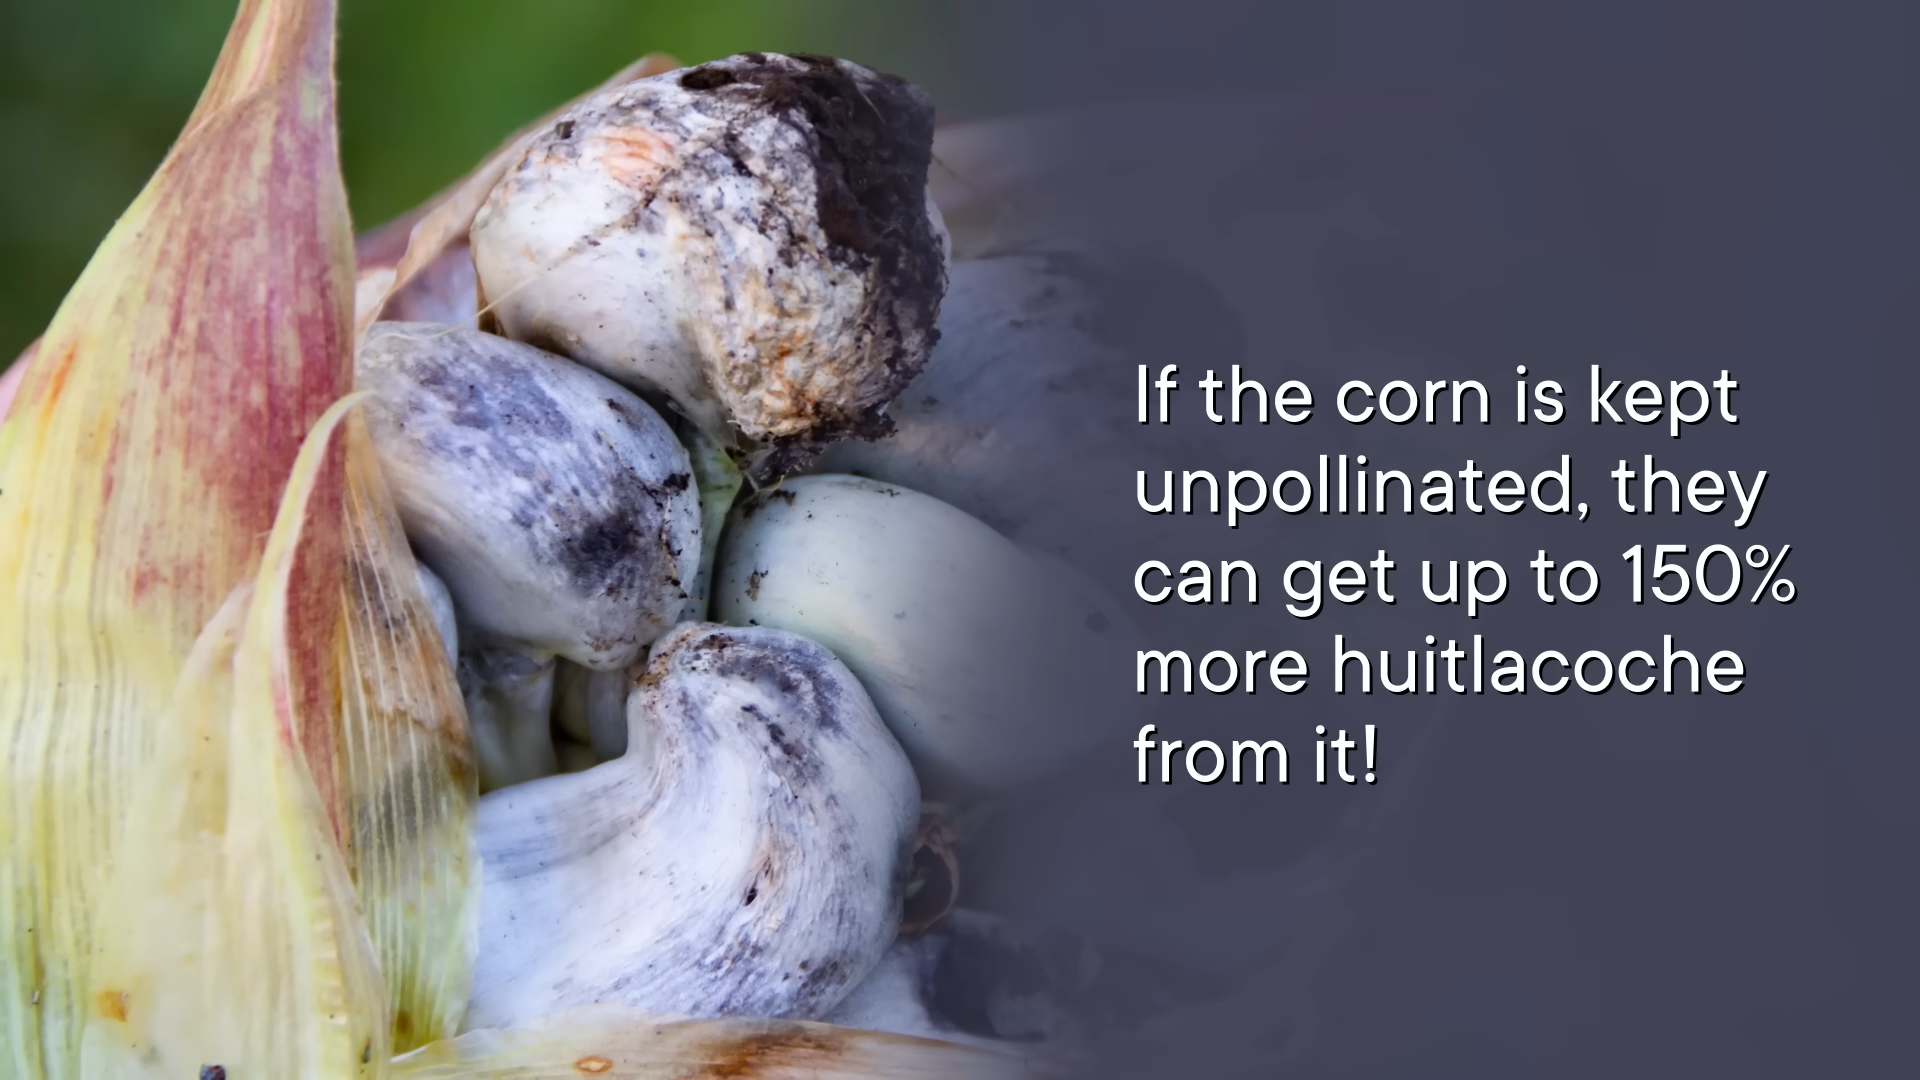 If the corn is kept
unpollinated, they
can get up to 150%
more huitlacoche
from it!